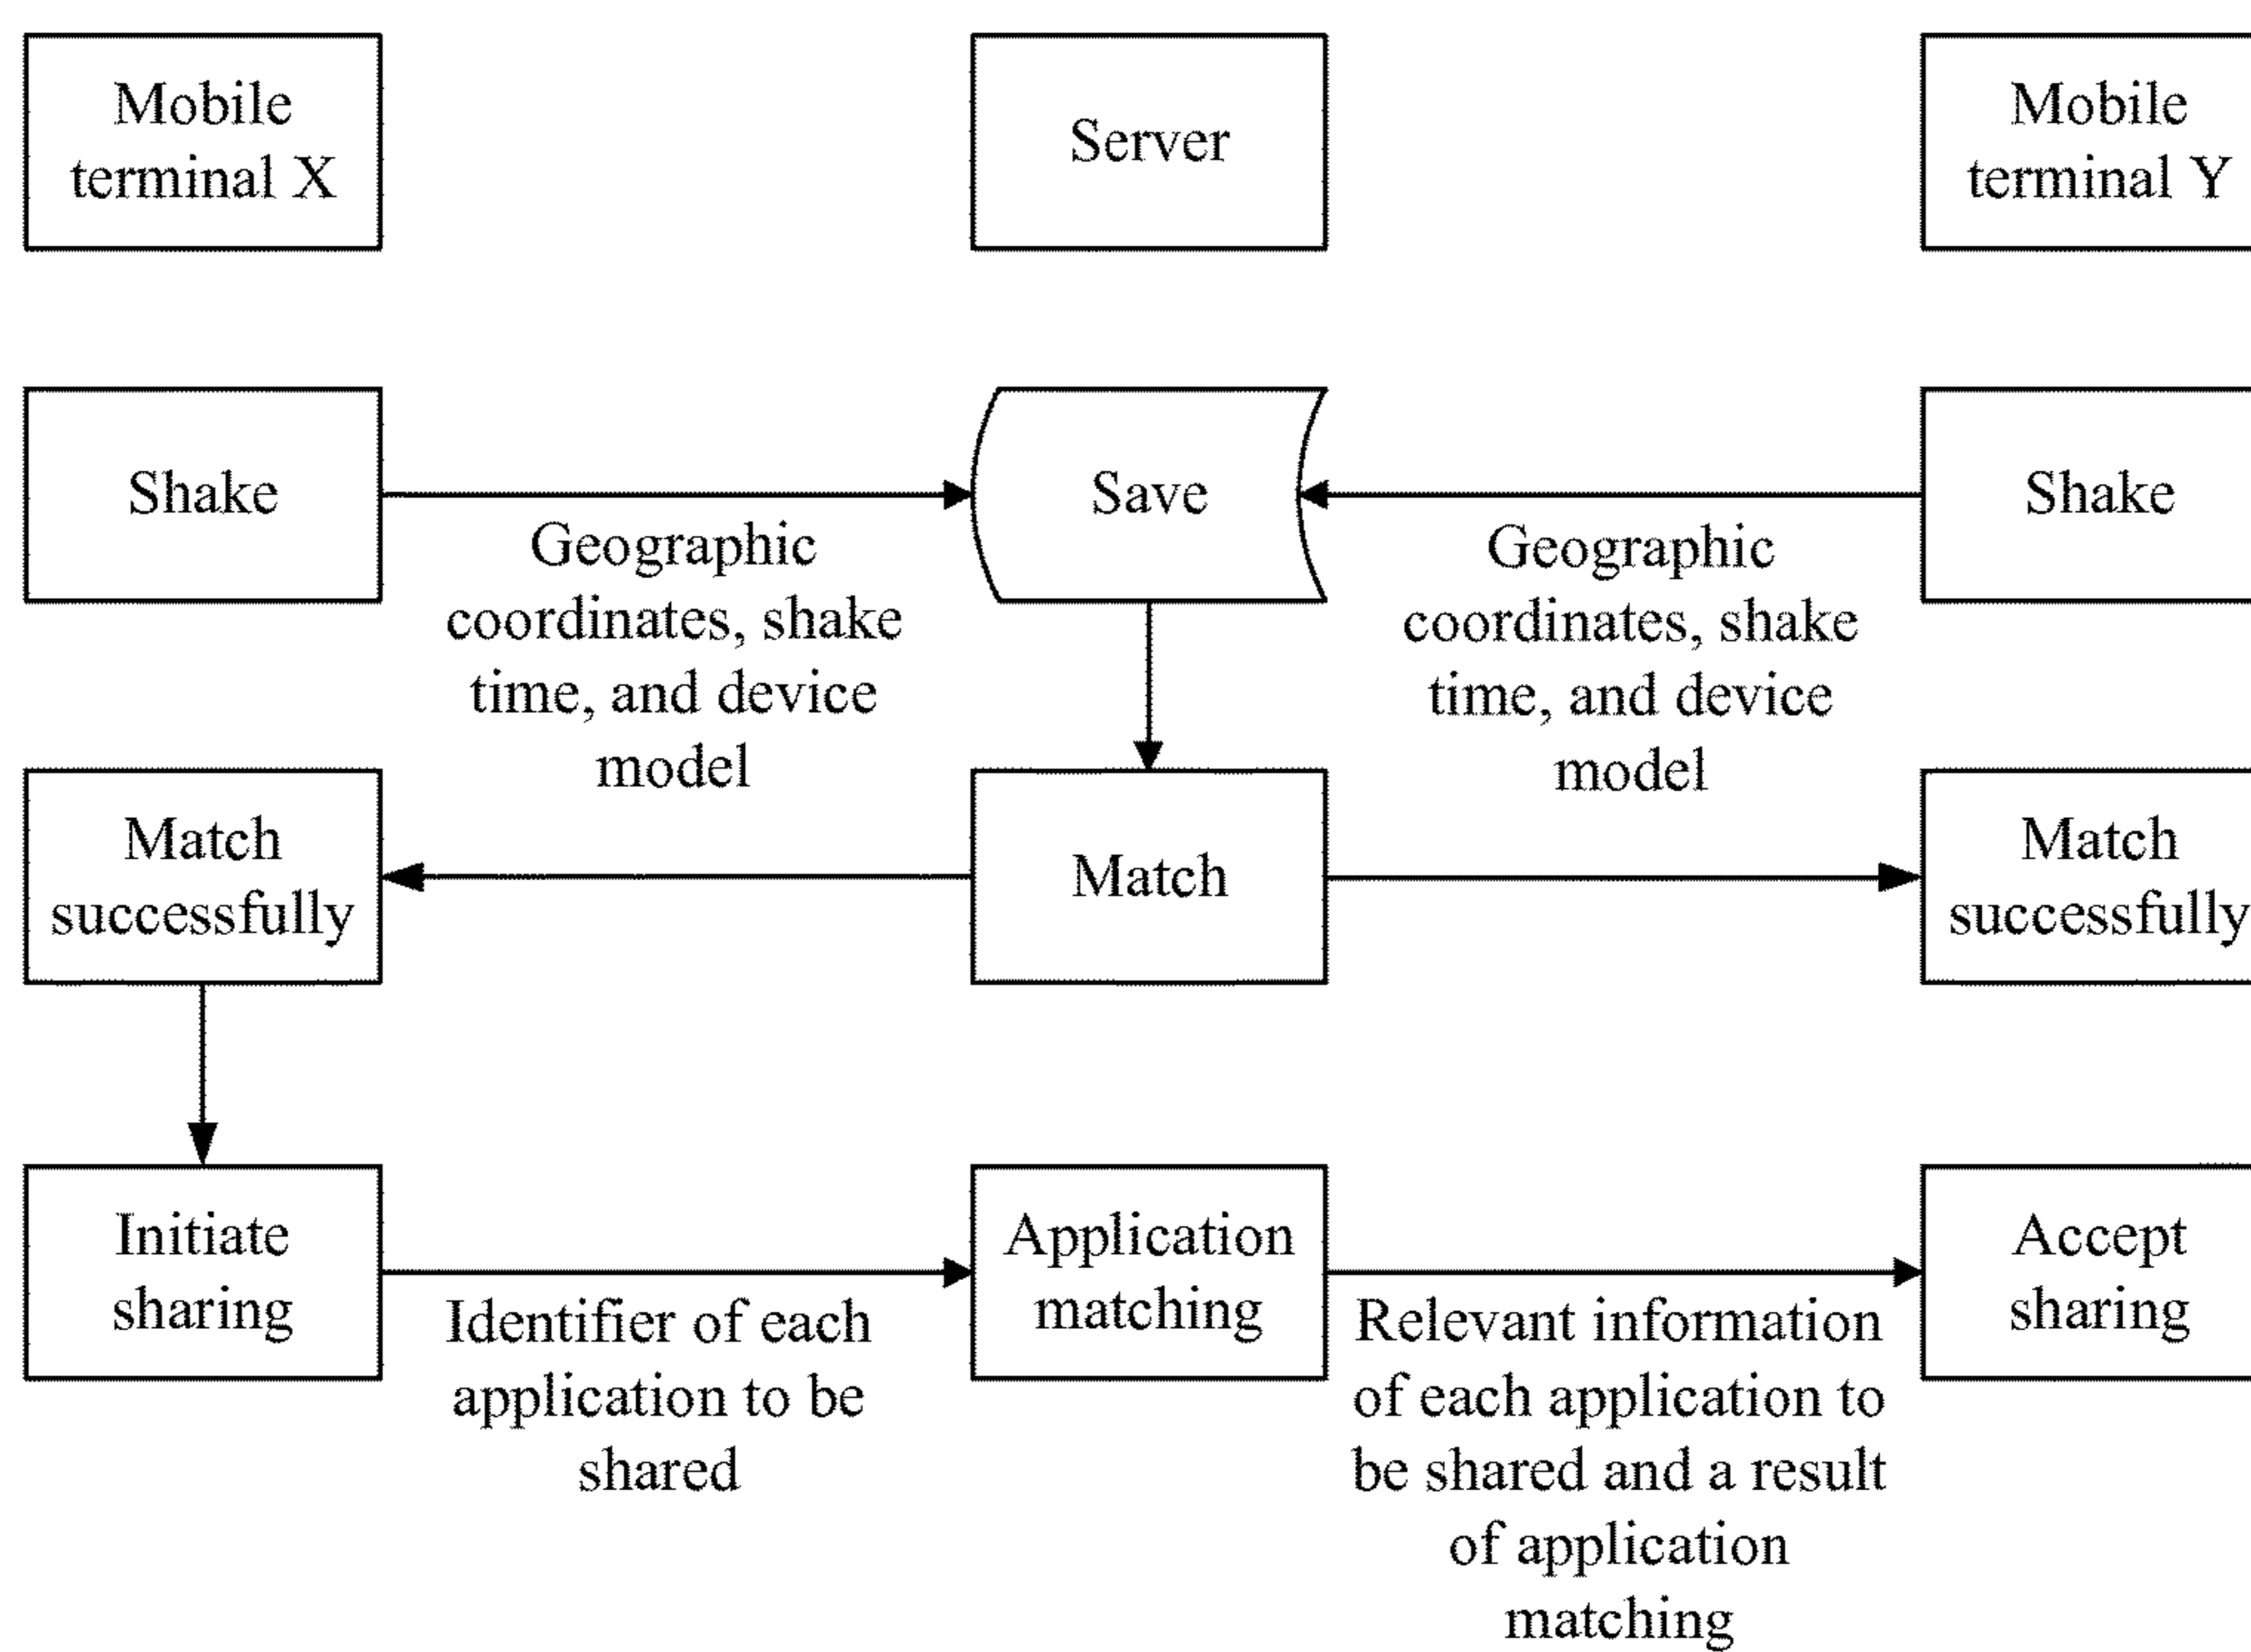 Mobile
terminal X
Server
Mobile
terminal Y
Shake
Save
Shake
Geographic
coordinates, shake
time, and device
model
Geographic
coordinates, shake
time, and device
model
Match
successfully
Match
Match
successfully
Initiate
sharing
Application
matching
Accept
sharing
Identifier of each
application to be
shared
Relevant information
of each application to
be shared and a result
of application
matching